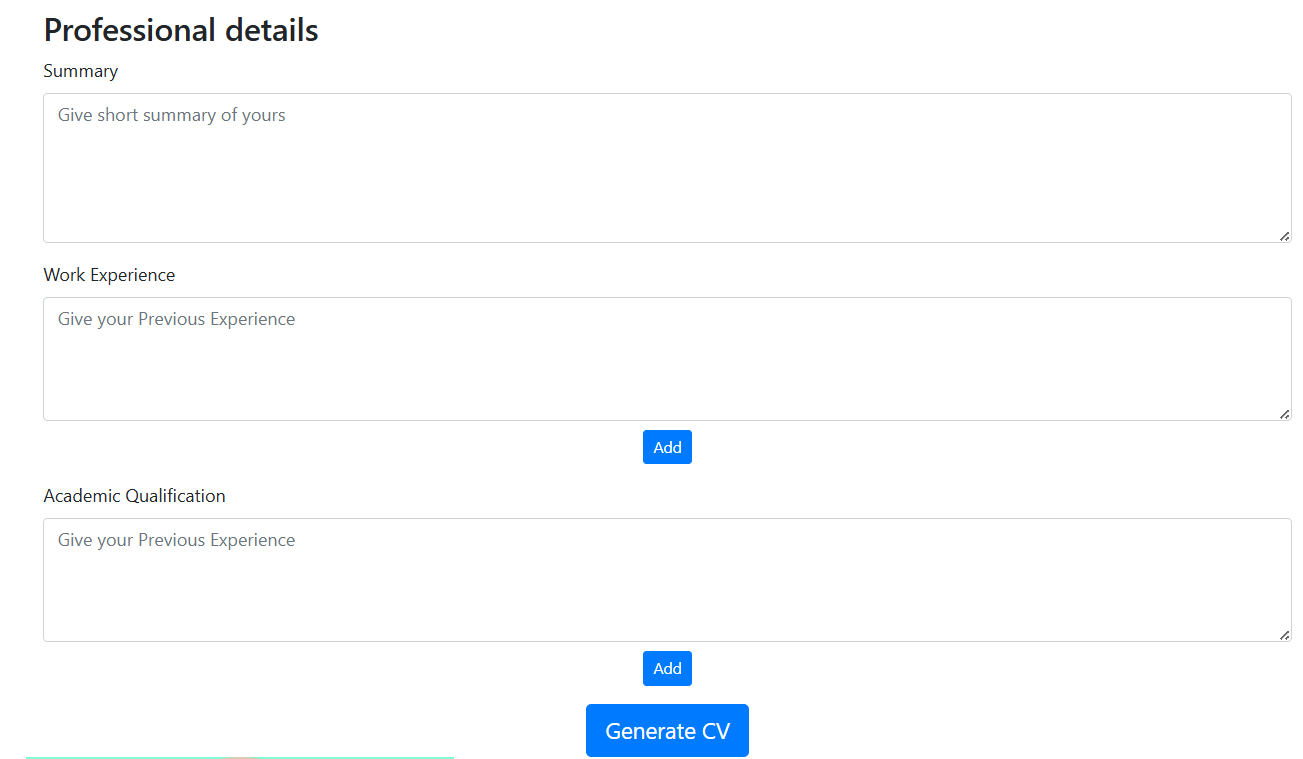 Professional details
Summary
Give short summary of yours
Work Experience
Give your Previous Experience
Add
Academic Qualification
Give your Previous Experience
Add
Generate CV